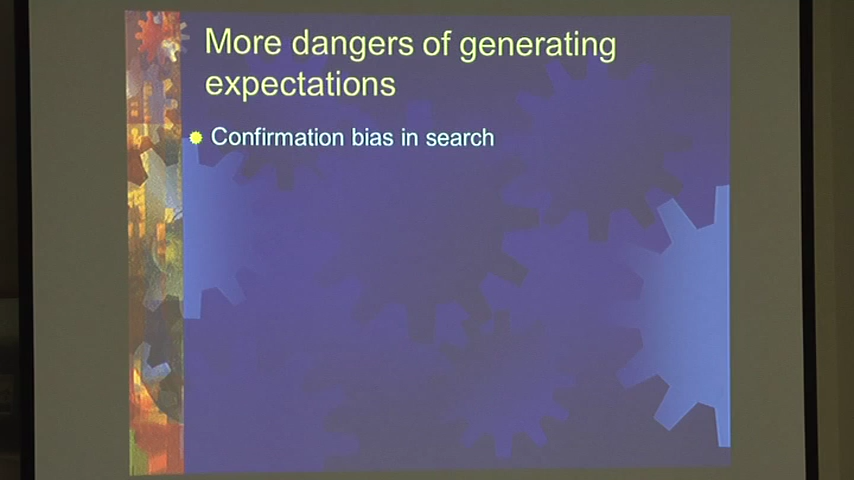 More dangers of generating
expectations
Confirmation bias in search